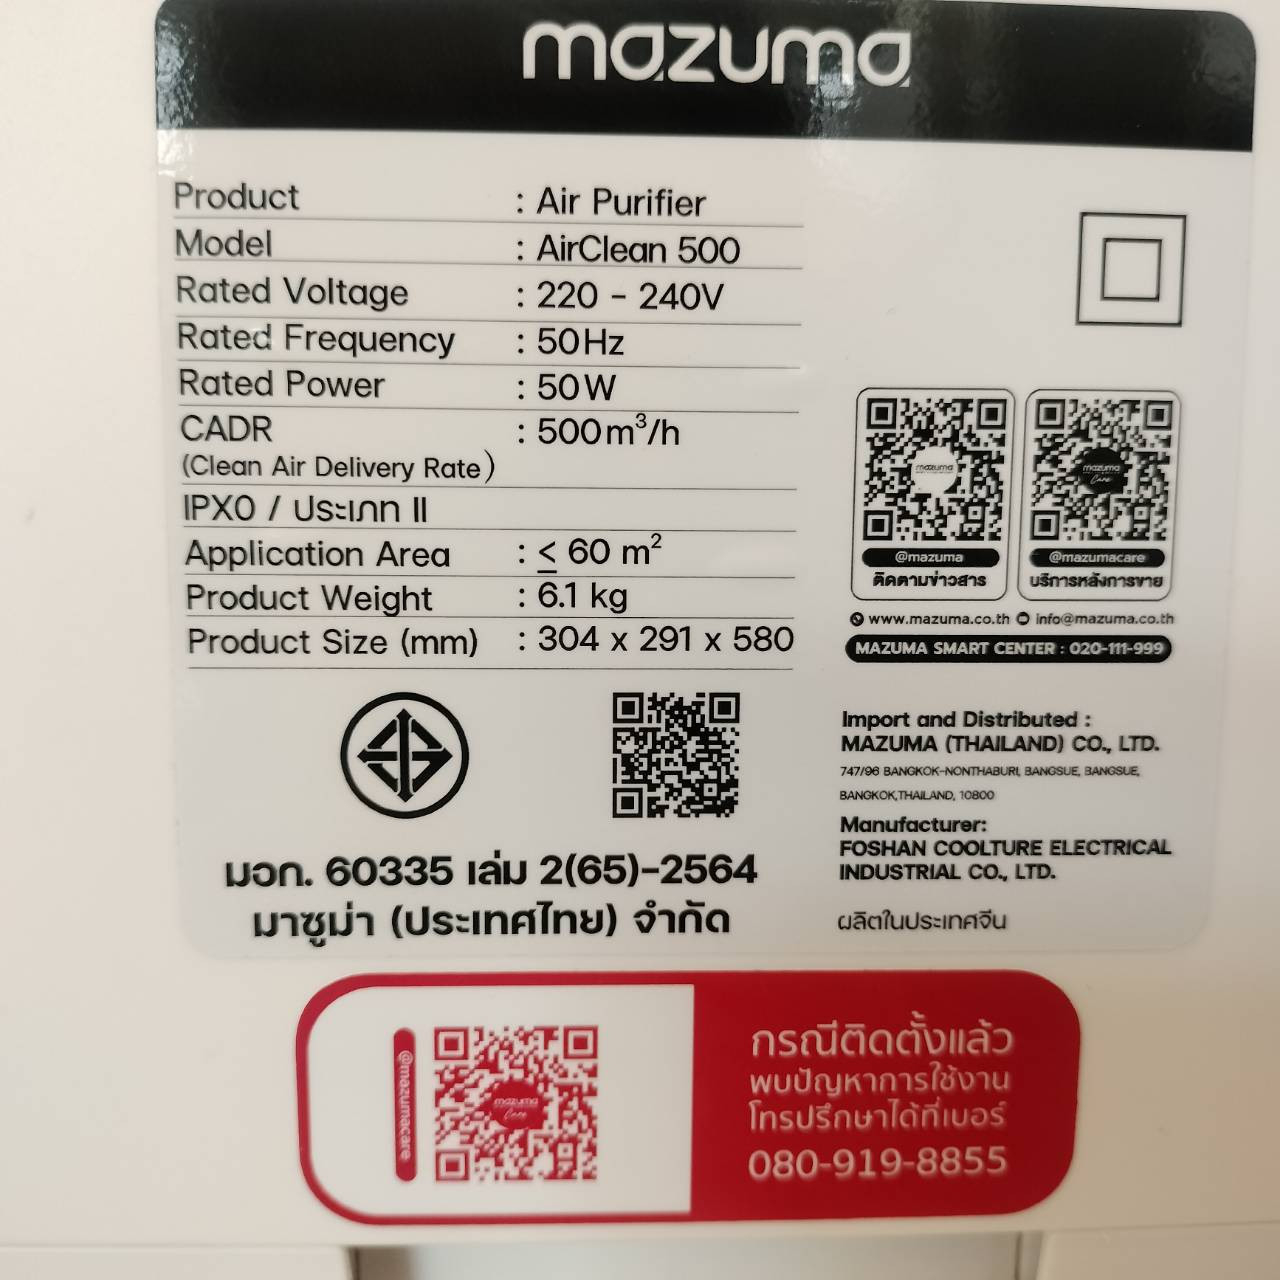 mazuma
Product : Air Purifier
Model : AirClean 500
Rated Voltage : 220 - 240V
Rated Frequency : 50Hz
Rated Power : 50W
CADR : 500m³/h
(Clean Air Delivery Rate)
IPX0 / ประเภท II
Application Area : ≤ 60 m²
Product Weight : 6.1 kg
Product Size (mm) : 304 x 291 x 580
มอก. 60335 เล่ม 2(65)-2564
มาซูม่า (ประเทศไทย) จำกัด
mazuma
@mazuma
ติดตามข่าวสาร
mazuma
Care
@mazumacare
บริการหลังการขาย
www.mazuma.co.th info@mazuma.co.th
MAZUMA SMART CENTER : 020-111-999
Import and Distributed :
MAZUMA (THAILAND) CO., LTD.
747/96 BANGKOK-NONTHABURI, BANGSUE, BANGSUE,
BANGKOK,THAILAND, 10800
Manufacturer:
FOSHAN COOLTURE ELECTRICAL
INDUSTRIAL CO., LTD.
ผลิตในประเทศจีน
@mazumacare
mazuma
Care
กรณีติดตั้งแล้ว
พบปัญหาการใช้งาน
โทรปรึกษาได้ที่เบอร์
080-919-8855